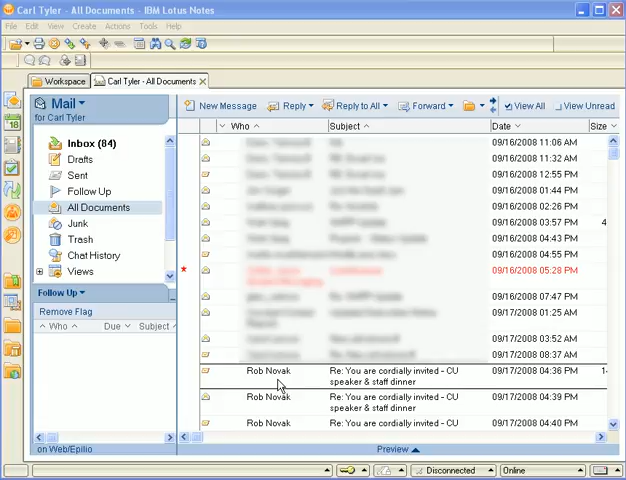 Carl Tyler - All Documents - IBM Lotus Notes
File Edit View Create Actions Tools Help
Workspace
Carl Tyler - All Documents
Mail
for Carl Tyler
New Message Reply Reply to All Forward View All View Unread
Who Subject Date Size
Inbox (84)
Drafts
Sent
Follow Up
All Documents
Junk
Trash
Chat History
Views
Follow Up
Remove Flag
Who Due Subject
on Web/Epilio
09/16/2008 11:06 AM
09/16/2008 11:32 AM
09/16/2008 12:55 PM
09/16/2008 01:44 PM
09/16/2008 02:26 PM
09/16/2008 03:57 PM 4
09/16/2008 04:43 PM
09/16/2008 04:55 PM
09/16/2008 05:28 PM
09/16/2008 07:47 PM
09/17/2008 01:25 AM
09/17/2008 03:52 AM
09/17/2008 08:37 AM
Rob Novak Re: You are cordially invited - CU 09/17/2008 04:36 PM 1
speaker & staff dinner
Rob Novak Re: You are cordially invited - CU 09/17/2008 04:39 PM
speaker & staff dinner
Rob Novak Re: You are cordially invited - CU 09/17/2008 04:40 PM
Preview
Disconnected Online